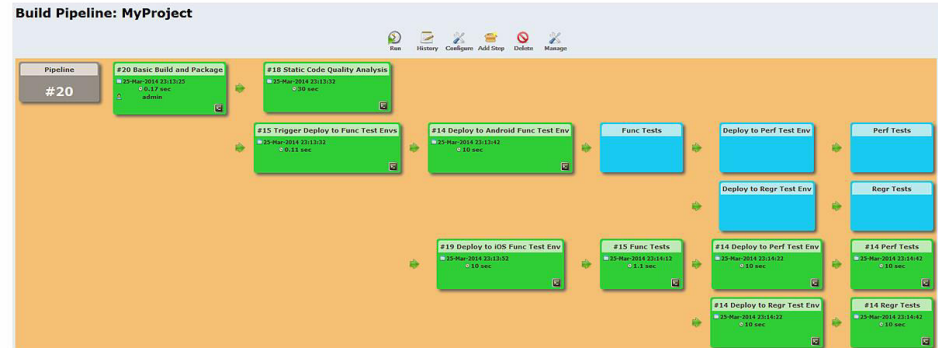 Build Pipeline: MyProject
Run History Configure Add Step Delete Manage
Pipeline
#20
#20 Basic Build and Package
25-Mar-2014 23:13:25
0.17 sec
admin
#18 Static Code Quality Analysis
25-Mar-2014 23:13:32
30 sec
#15 Trigger Deploy to Func Test Envs
25-Mar-2014 23:13:32
0.11 sec
#14 Deploy to Android Func Test Env
25-Mar-2014 23:13:42
10 sec
Func Tests
Deploy to Perf Test Env
Perf Tests
Deploy to Regr Test Env
Regr Tests
#19 Deploy to iOS Func Test Env
25-Mar-2014 23:13:52
10 sec
#15 Func Tests
25-Mar-2014 23:14:12
1.1 sec
#14 Deploy to Perf Test Env
25-Mar-2014 23:14:22
10 sec
#14 Perf Tests
25-Mar-2014 23:14:42
10 sec
#14 Deploy to Regr Test Env
25-Mar-2014 23:14:22
10 sec
#14 Regr Tests
25-Mar-2014 23:14:42
10 sec